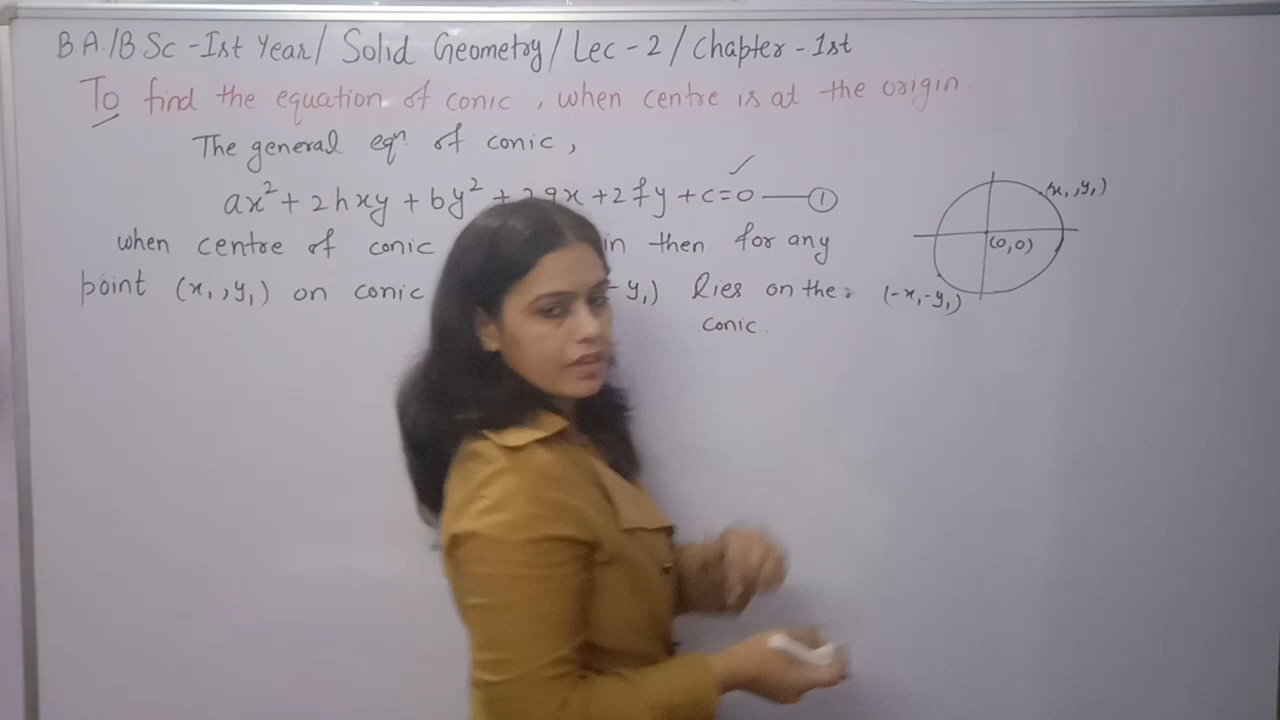 B.A./B.Sc -Ist Year/ Solid Geometry/ Lec - 2 / Chapter - 1st
To find the equation of conic , when centre is at the origin
The general eqn. of conic ,
ax² + 2hxy + by² + 2gx + 2fy + c = 0 — ①
when centre of conic in then for any
point (x₁ , y₁) on conic - y₁) lies on the
conic .
(x₁ , y₁)
(0,0)
(-x₁, -y₁)